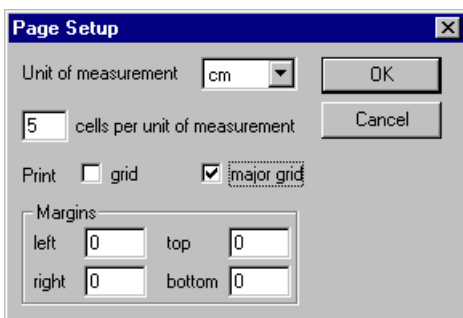 Page Setup
Unit of measurement cm OK
5 cells per unit of measurement Cancel
Print grid major grid
Margins
left 0 top 0
right 0 bottom 0